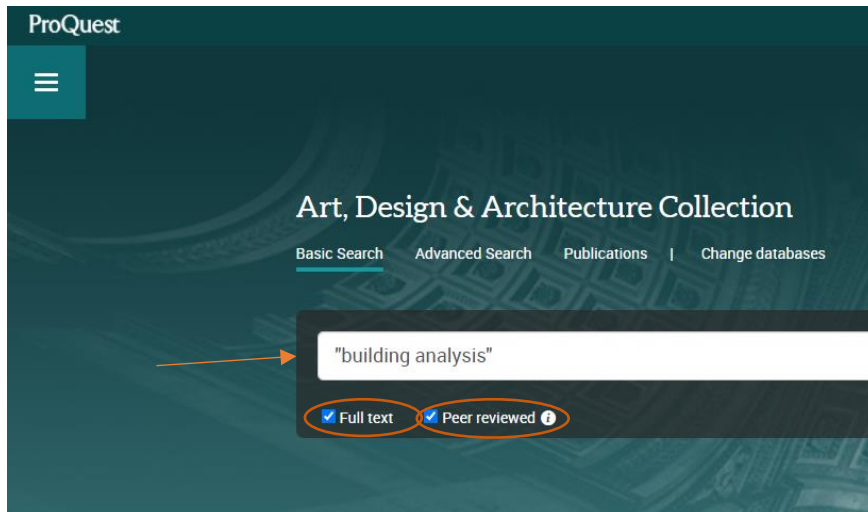 ProQuest
Art, Design & Architecture Collection
Basic Search Advanced Search Publications | Change databases
"building analysis"
Full text Peer reviewed i